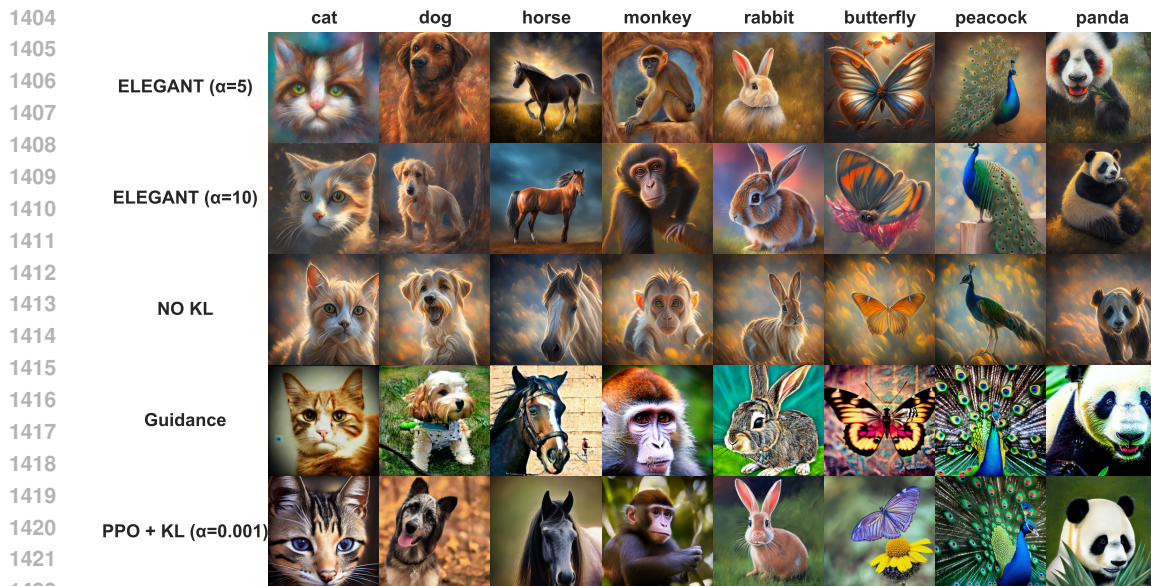 1404 cat dog horse monkey rabbit butterfly peacock panda
1405
1406 ELEGANT (α=5)
1407
1408
1409
1410 ELEGANT (α=10)
1411
1412
1413 NO KL
1414
1415
1416
1417 Guidance
1418
1419
1420 PPO + KL (α=0.001)
1421